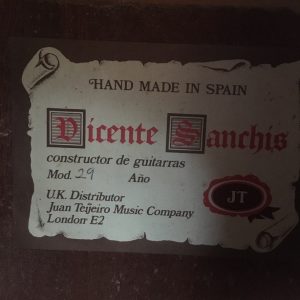 HAND MADE IN SPAIN
Vicente Sanchis
constructor de guitarras
Mod. 29 Año
U.K. Distributor
Juan Teijeiro Music Company
London E2
JT